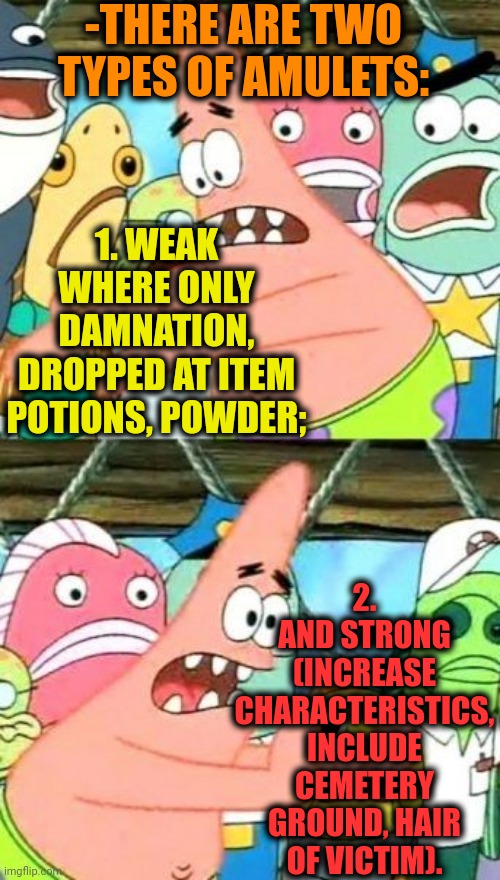 -THERE ARE TWO
TYPES OF AMULETS:
1. WEAK
WHERE ONLY
DAMNATION,
DROPPED AT ITEM
POTIONS, POWDER;
2.
AND STRONG
(INCREASE
CHARACTERISTICS,
INCLUDE
CEMETERY
GROUND, HAIR
OF VICTIM).
imgflip.com